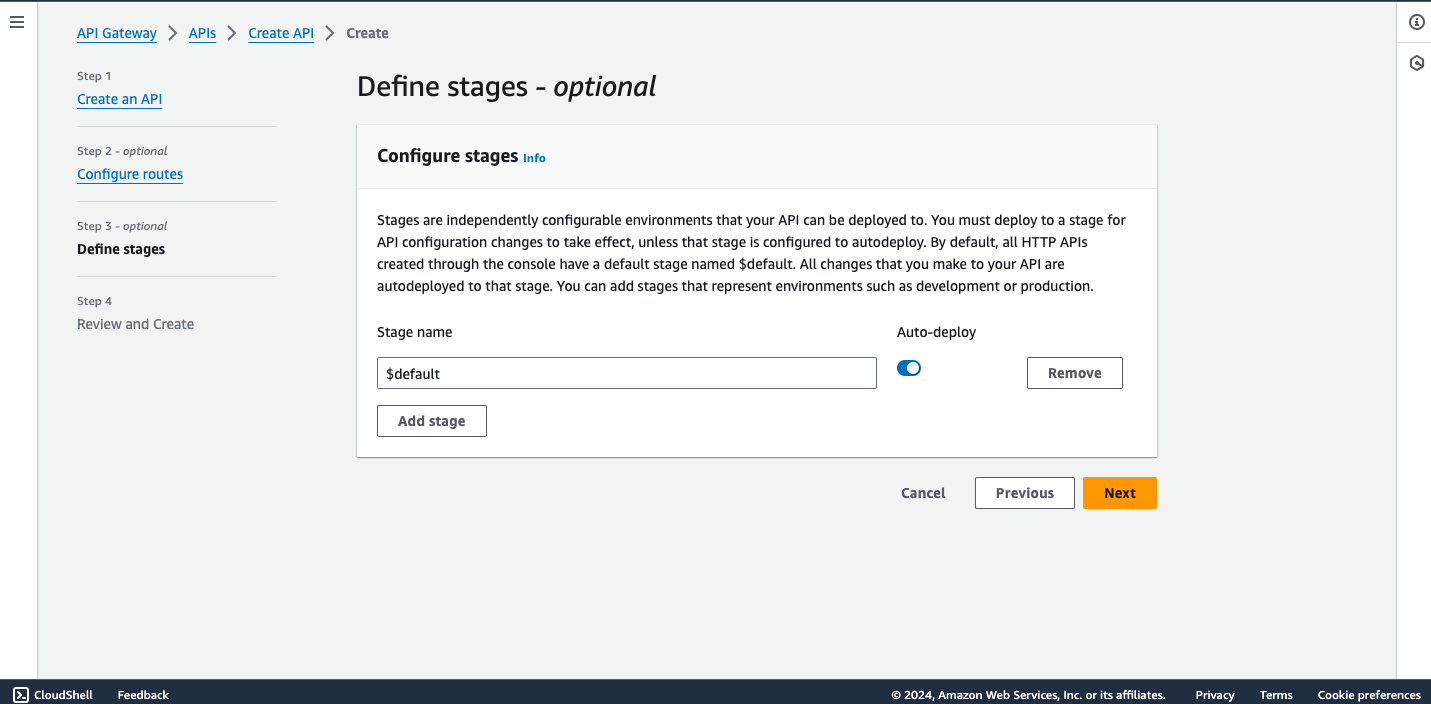 API Gateway > APIs > Create API > Create
Step 1
Create an API
Step 2 - optional
Configure routes
Step 3 - optional
Define stages
Step 4
Review and Create
Define stages - optional
Configure stages Info
Stages are independently configurable environments that your API can be deployed to. You must deploy to a stage for
API configuration changes to take effect, unless that stage is configured to autodeploy. By default, all HTTP APIs
created through the console have a default stage named $default. All changes that you make to your API are
autodeployed to that stage. You can add stages that represent environments such as development or production.
Stage name Auto-deploy
$default Remove
Add stage
Cancel Previous Next
CloudShell Feedback © 2024, Amazon Web Services, Inc. or its affiliates. Privacy Terms Cookie preferences